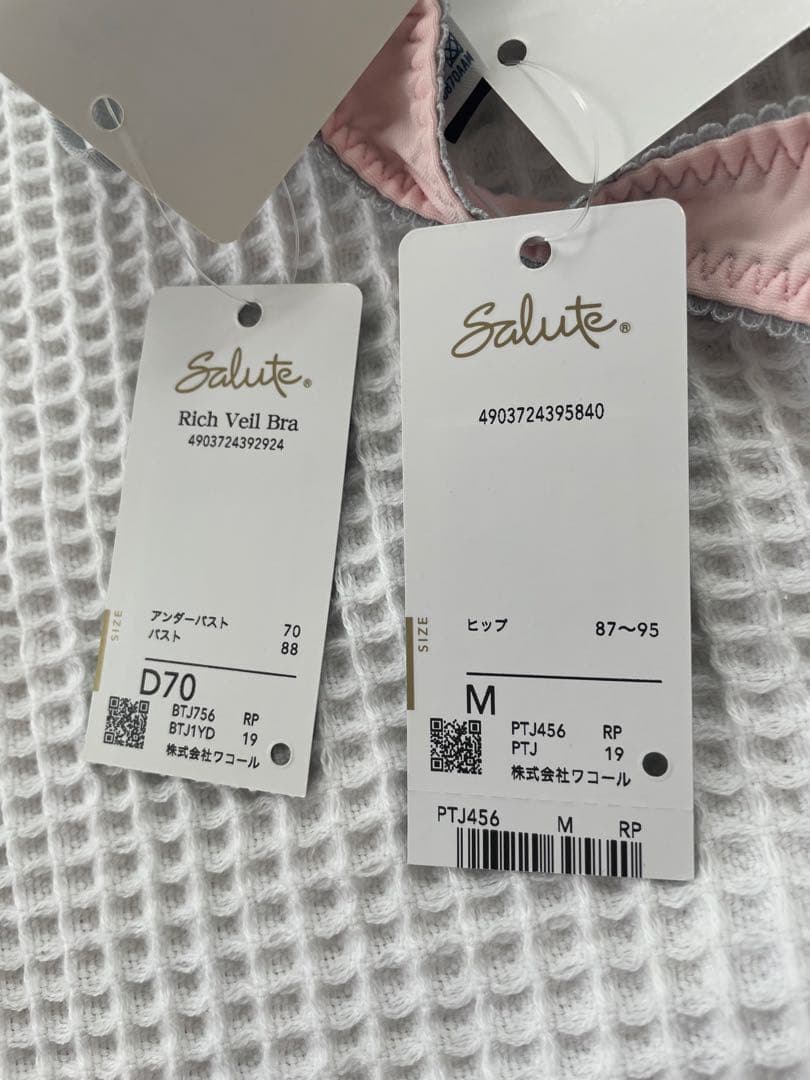 Salute®
Rich Veil Bra
4903724392924
SIZE
アンダーバスト 70
バスト 88
D70
BTJ756 RP
BTJ1YD 19
株式会社ワコール
Salute®
4903724395840
SIZE
ヒップ 87〜95
M
PTJ456 RP
PTJ 19
株式会社ワコール
PTJ456 M RP